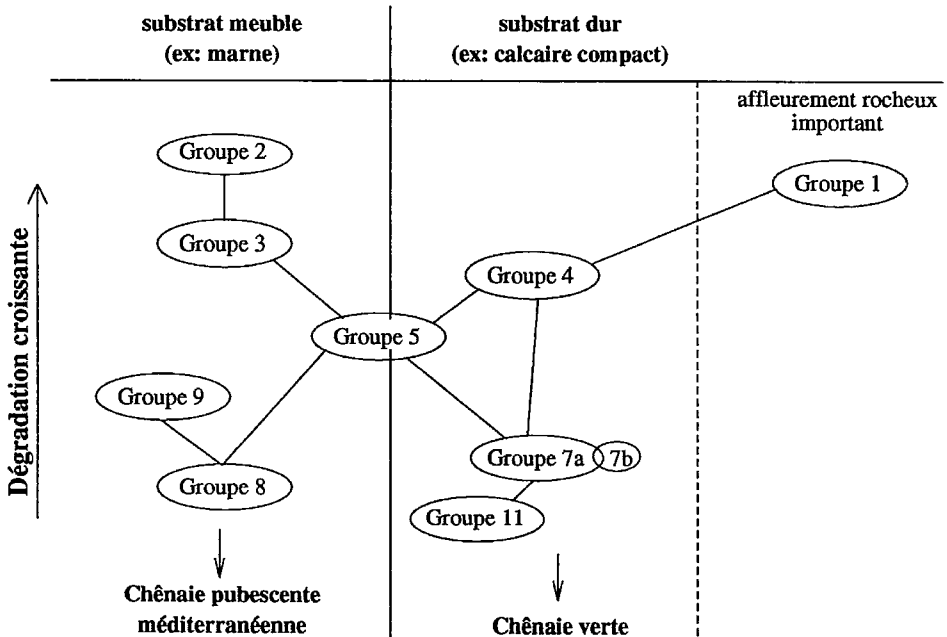 substrat meuble
(ex: marne)
substrat dur
(ex: calcaire compact)
affleurement rocheux
important
Dégradation croissante
Groupe 2
Groupe 1
Groupe 3
Groupe 4
Groupe 5
Groupe 9
Groupe 7a
7b
Groupe 8
Groupe 11
Chênaie pubescente
méditerranéenne
Chênaie verte